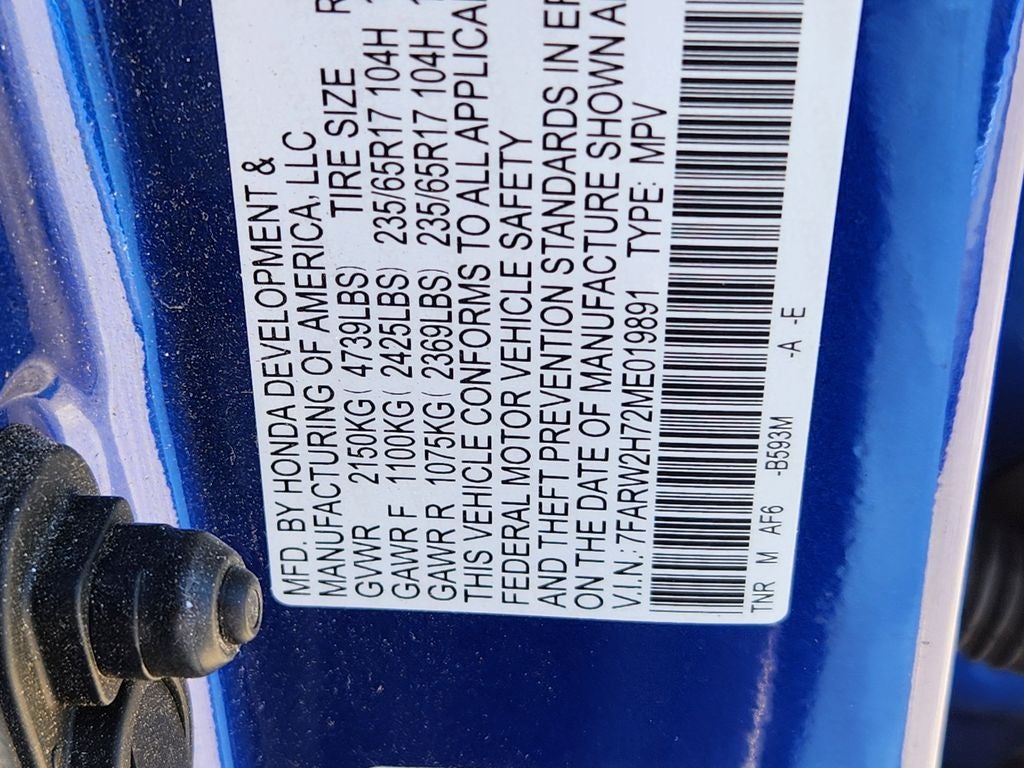 MFD. BY HONDA DEVELOPMENT &
MANUFACTURING OF AMERICA, LLC
GVWR 2150KG( 4739LBS) TIRE SIZE R
GAWR F 1100KG( 2425LBS) 235/65R17 104H
GAWR R 1075KG( 2369LBS) 235/65R17 104H
THIS VEHICLE CONFORMS TO ALL APPLICA
FEDERAL MOTOR VEHICLE SAFETY
AND THEFT PREVENTION STANDARDS IN EF
ON THE DATE OF MANUFACTURE SHOWN A
V.I.N.: 7FARW2H72ME019891 TYPE: MPV
TNR M AF6 -B593M -A -E